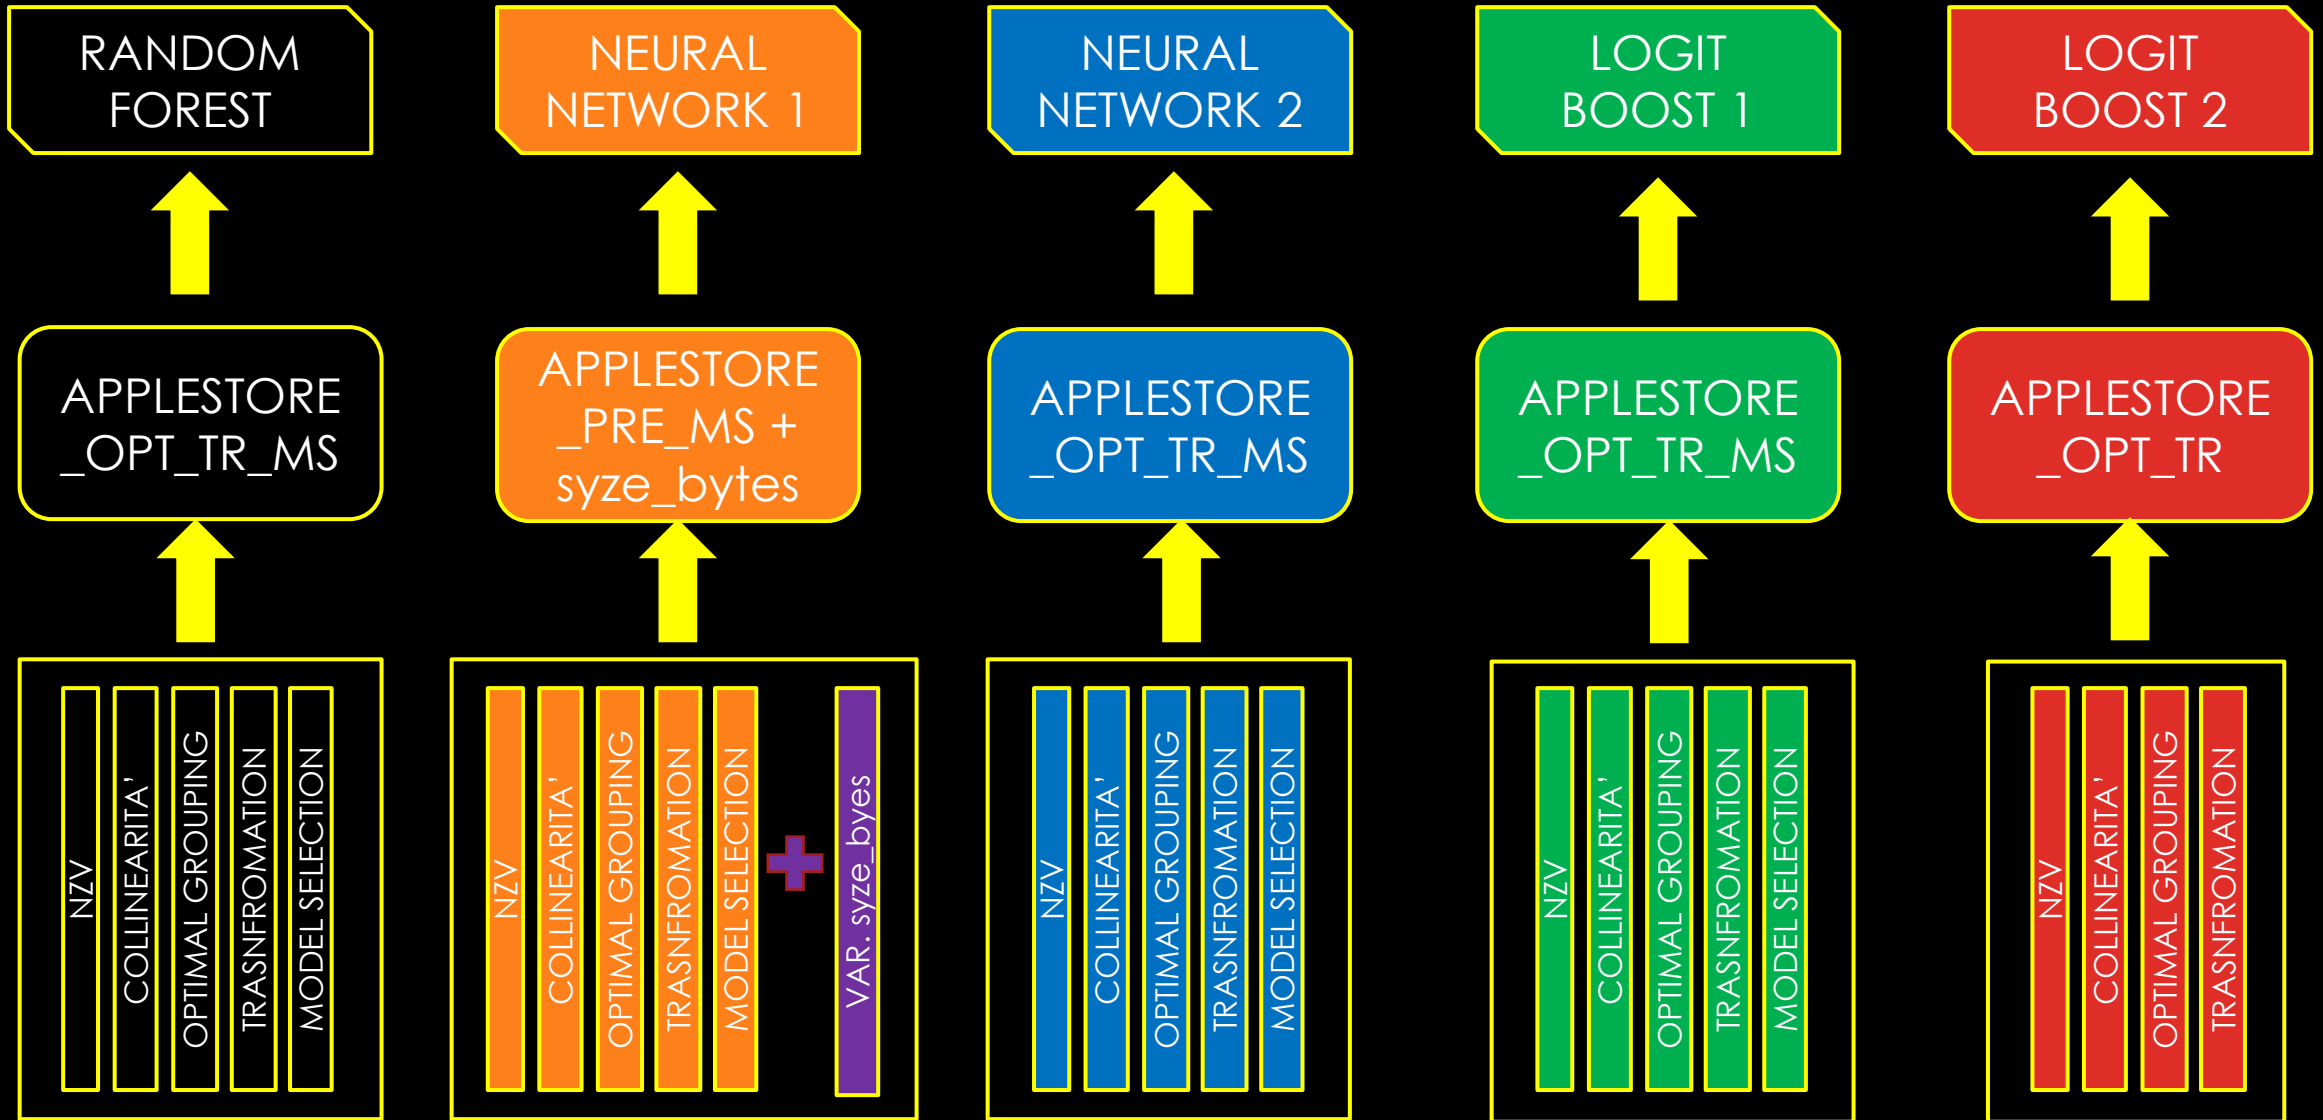 RANDOM
FOREST
NEURAL
NETWORK 1
NEURAL
NETWORK 2
LOGIT
BOOST 1
LOGIT
BOOST 2
APPLESTORE
_OPT_TR_MS
APPLESTORE
_PRE_MS +
syze_bytes
APPLESTORE
_OPT_TR_MS
APPLESTORE
_OPT_TR_MS
APPLESTORE
_OPT_TR
NZV
COLLINEARITA’
OPTIMAL GROUPING
TRASNFROMATION
MODEL SELECTION
NZV
COLLINEARITA’
OPTIMAL GROUPING
TRASNFROMATION
MODEL SELECTION
VAR. syze_byes
NZV
COLLINEARITA’
OPTIMAL GROUPING
TRASNFROMATION
MODEL SELECTION
NZV
COLLINEARITA’
OPTIMAL GROUPING
TRASNFROMATION
MODEL SELECTION
NZV
COLLINEARITA’
OPTIMAL GROUPING
TRASNFROMATION